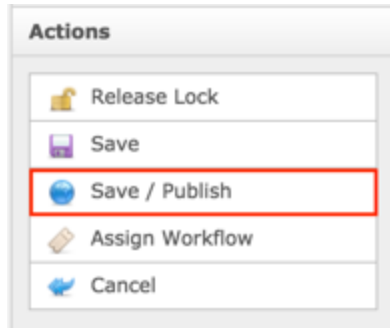 Actions
Release Lock
Save
Save / Publish
Assign Workflow
Cancel